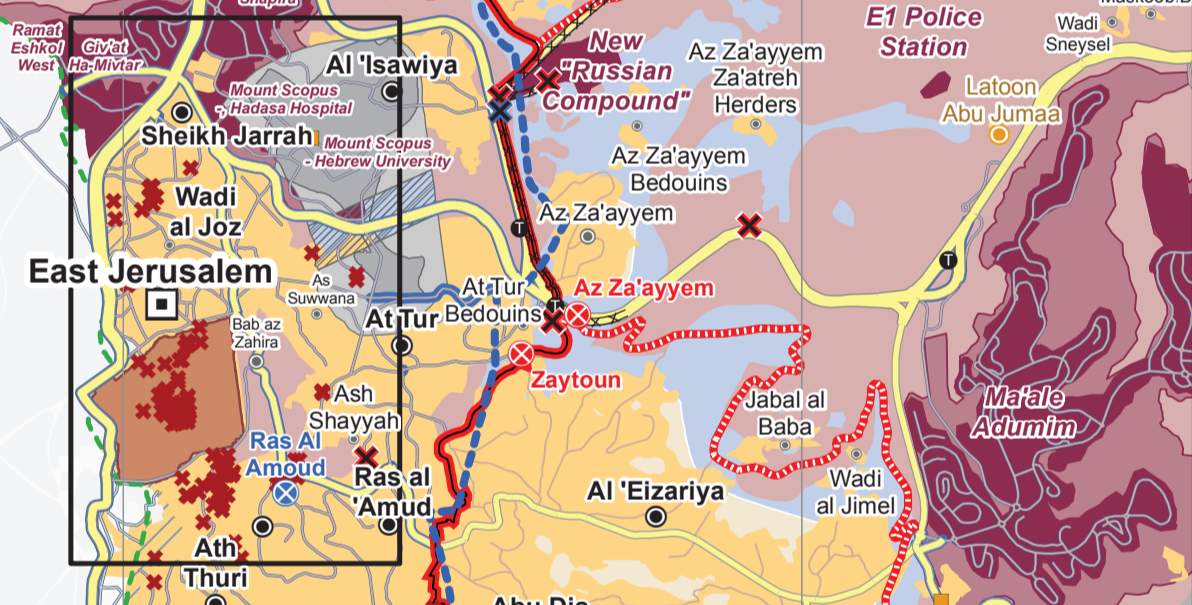 Shapira
Ramat
Eshkol
West
Giv'at
Ha-Mivtar
Al 'Isawiya
Mount Scopus
-, Hadasa Hospital
Sheikh Jarrah
Mount Scopus
- Hebrew University
Wadi
al Joz
East Jerusalem
As
Suwwana
Bab az
Zahira
At Tur
At Tur
Bedouins
Ash
Shayyah
Ras Al
Amoud
Ras al
'Amud
Ath
Thuri
New
"Russian
Compound"
Az Za'ayyem
Za'atreh
Herders
Az Za'ayyem
Bedouins
Az Za'ayyem
T
T
T
Az Za'ayyem
Zaytoun
E1 Police
Station
Wadi
Sneysel
Latoon
Abu Jumaa
Jabal al
Baba
Wadi
al Jimel
Ma'ale
Adumim
Al 'Eizariya
Abu Dis